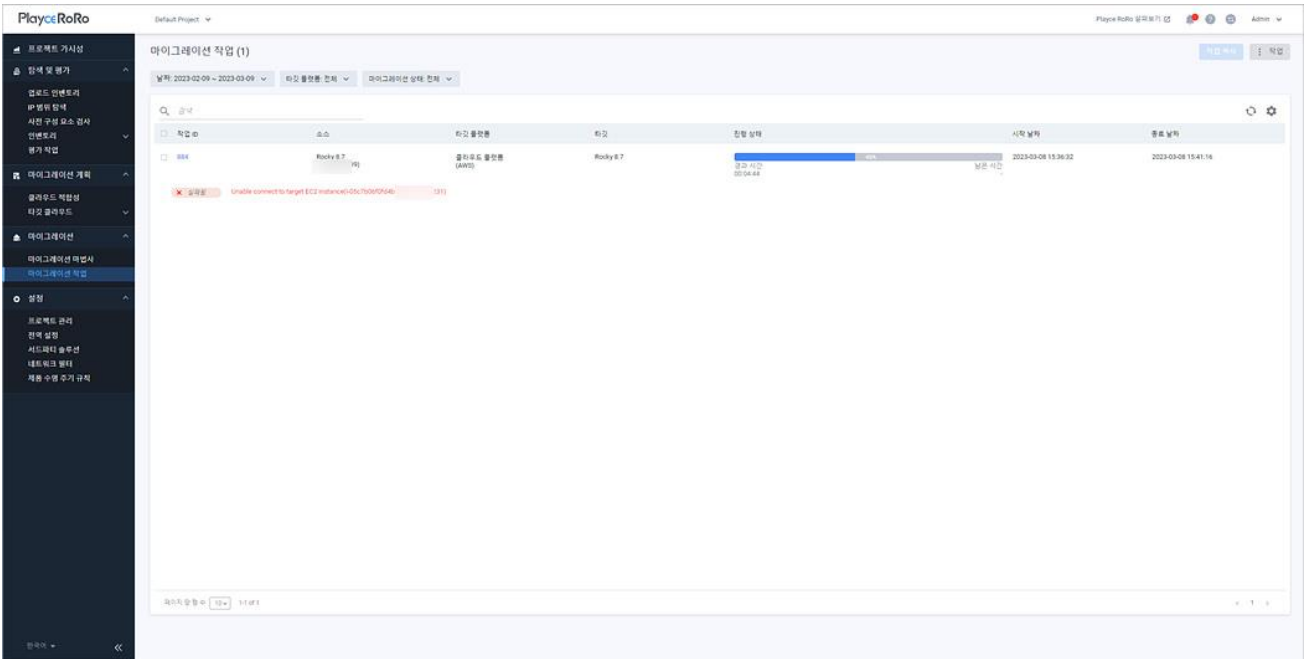 PlayceRoRo
Default Project
Playce RoRo 살펴보기
Admin
프로젝트 가시성
탐색 및 평가
업로드 인벤토리
IP 범위 탐색
사전 구성 요소 검사
인벤토리
평가 작업
마이그레이션 계획
클라우드 적합성
타깃 클라우드
마이그레이션
마이그레이션 마법사
마이그레이션 작업
설정
프로젝트 관리
전역 설정
서드파티 솔루션
네트워크 필터
제품 수명 주기 규칙
한국어
마이그레이션 작업 (1)
작업
날짜: 2023-02-09 ~ 2023-03-09
타깃 플랫폼: 전체
마이그레이션 상태: 전체
검색
작업 ID 소스 타깃 플랫폼 타깃 진행 상태 시작 날짜 종료 날짜
Rocky 8.7 클라우드 플랫폼 Rocky 8.7 2023-03-08 15:36:32 2023-03-08 15:41:16
(AWS)
경과 시간 남은 시간
00:04:44 -
실패함 Unable connect to target EC2 instance
페이지 당 행 수: 10 1-1 of 1
1